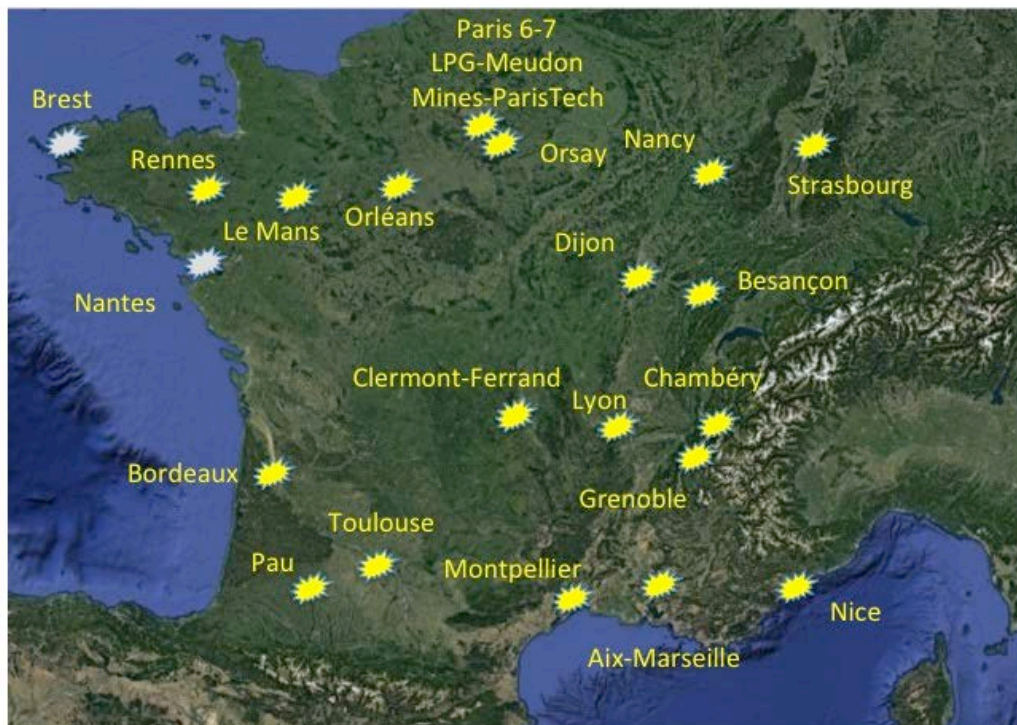 Paris 6-7
LPG-Meudon
Mines-ParisTech
Brest
Orsay
Nancy
Rennes
Strasbourg
Le Mans
Orléans
Dijon
Besançon
Nantes
Clermont-Ferrand
Chambéry
Lyon
Bordeaux
Grenoble
Toulouse
Pau
Montpellier
Nice
Aix-Marseille